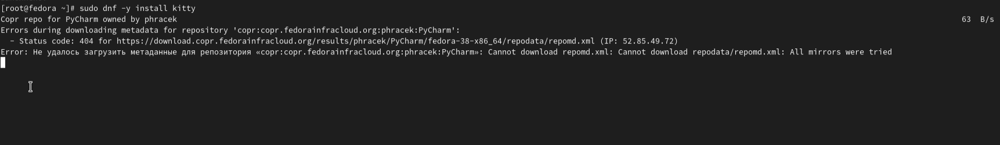 [root@fedora ~]# sudo dnf -y install kitty
Copr repo for PyCharm owned by phracek 63 B/s
Errors during downloading metadata for repository 'copr:copr.fedorainfracloud.org:phracek:PyCharm':
- Status code: 404 for https://download.copr.fedorainfracloud.org/results/phracek/PyCharm/fedora-38-x86_64/repodata/repomd.xml (IP: 52.85.49.72)
Error: Не удалось загрузить метаданные для репозитория «copr:copr.fedorainfracloud.org:phracek:PyCharm»: Cannot download repomd.xml: Cannot download repodata/repomd.xml: All mirrors were tried